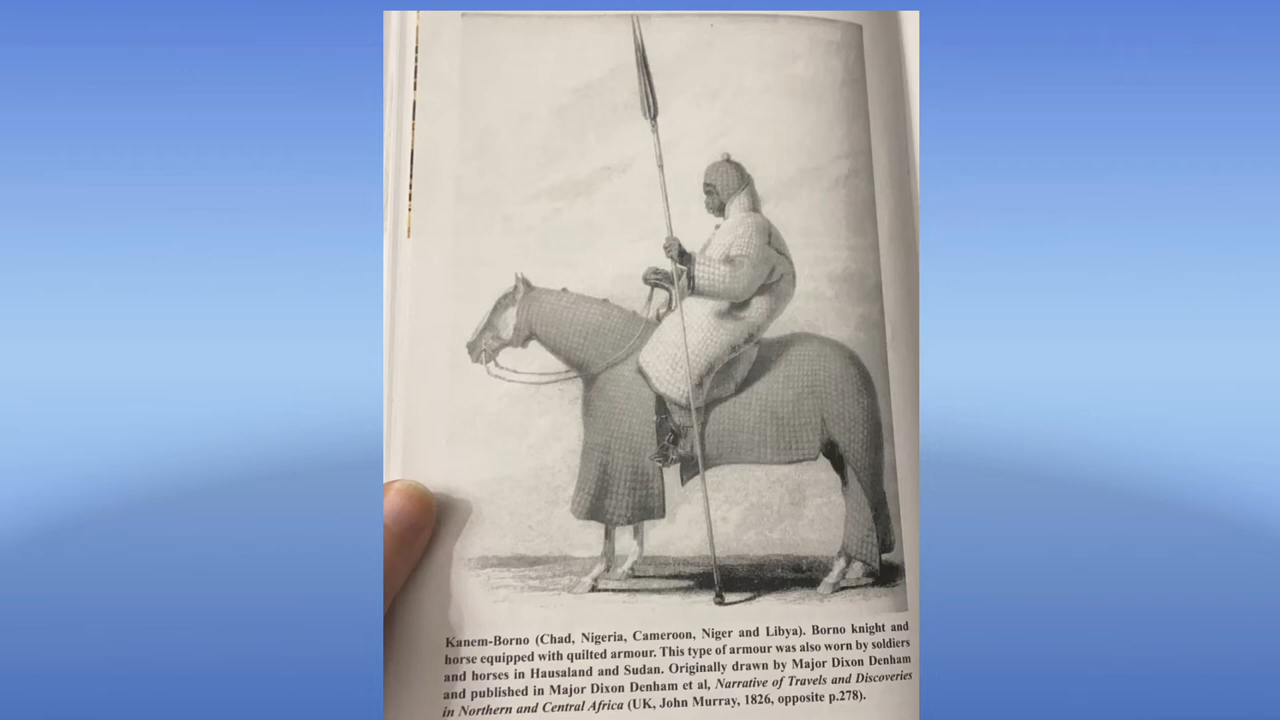 Kanem-Borno (Chad, Nigeria, Cameroon, Niger and Libya). Borno knight and
horse equipped with quilted armour. This type of armour was also worn by soldiers
and horses in Hausaland and Sudan. Originally drawn by Major Dixon Denham
and published in Major Dixon Denham et al, Narrative of Travels and Discoveries
in Northern and Central Africa (UK, John Murray, 1826, opposite p.278).